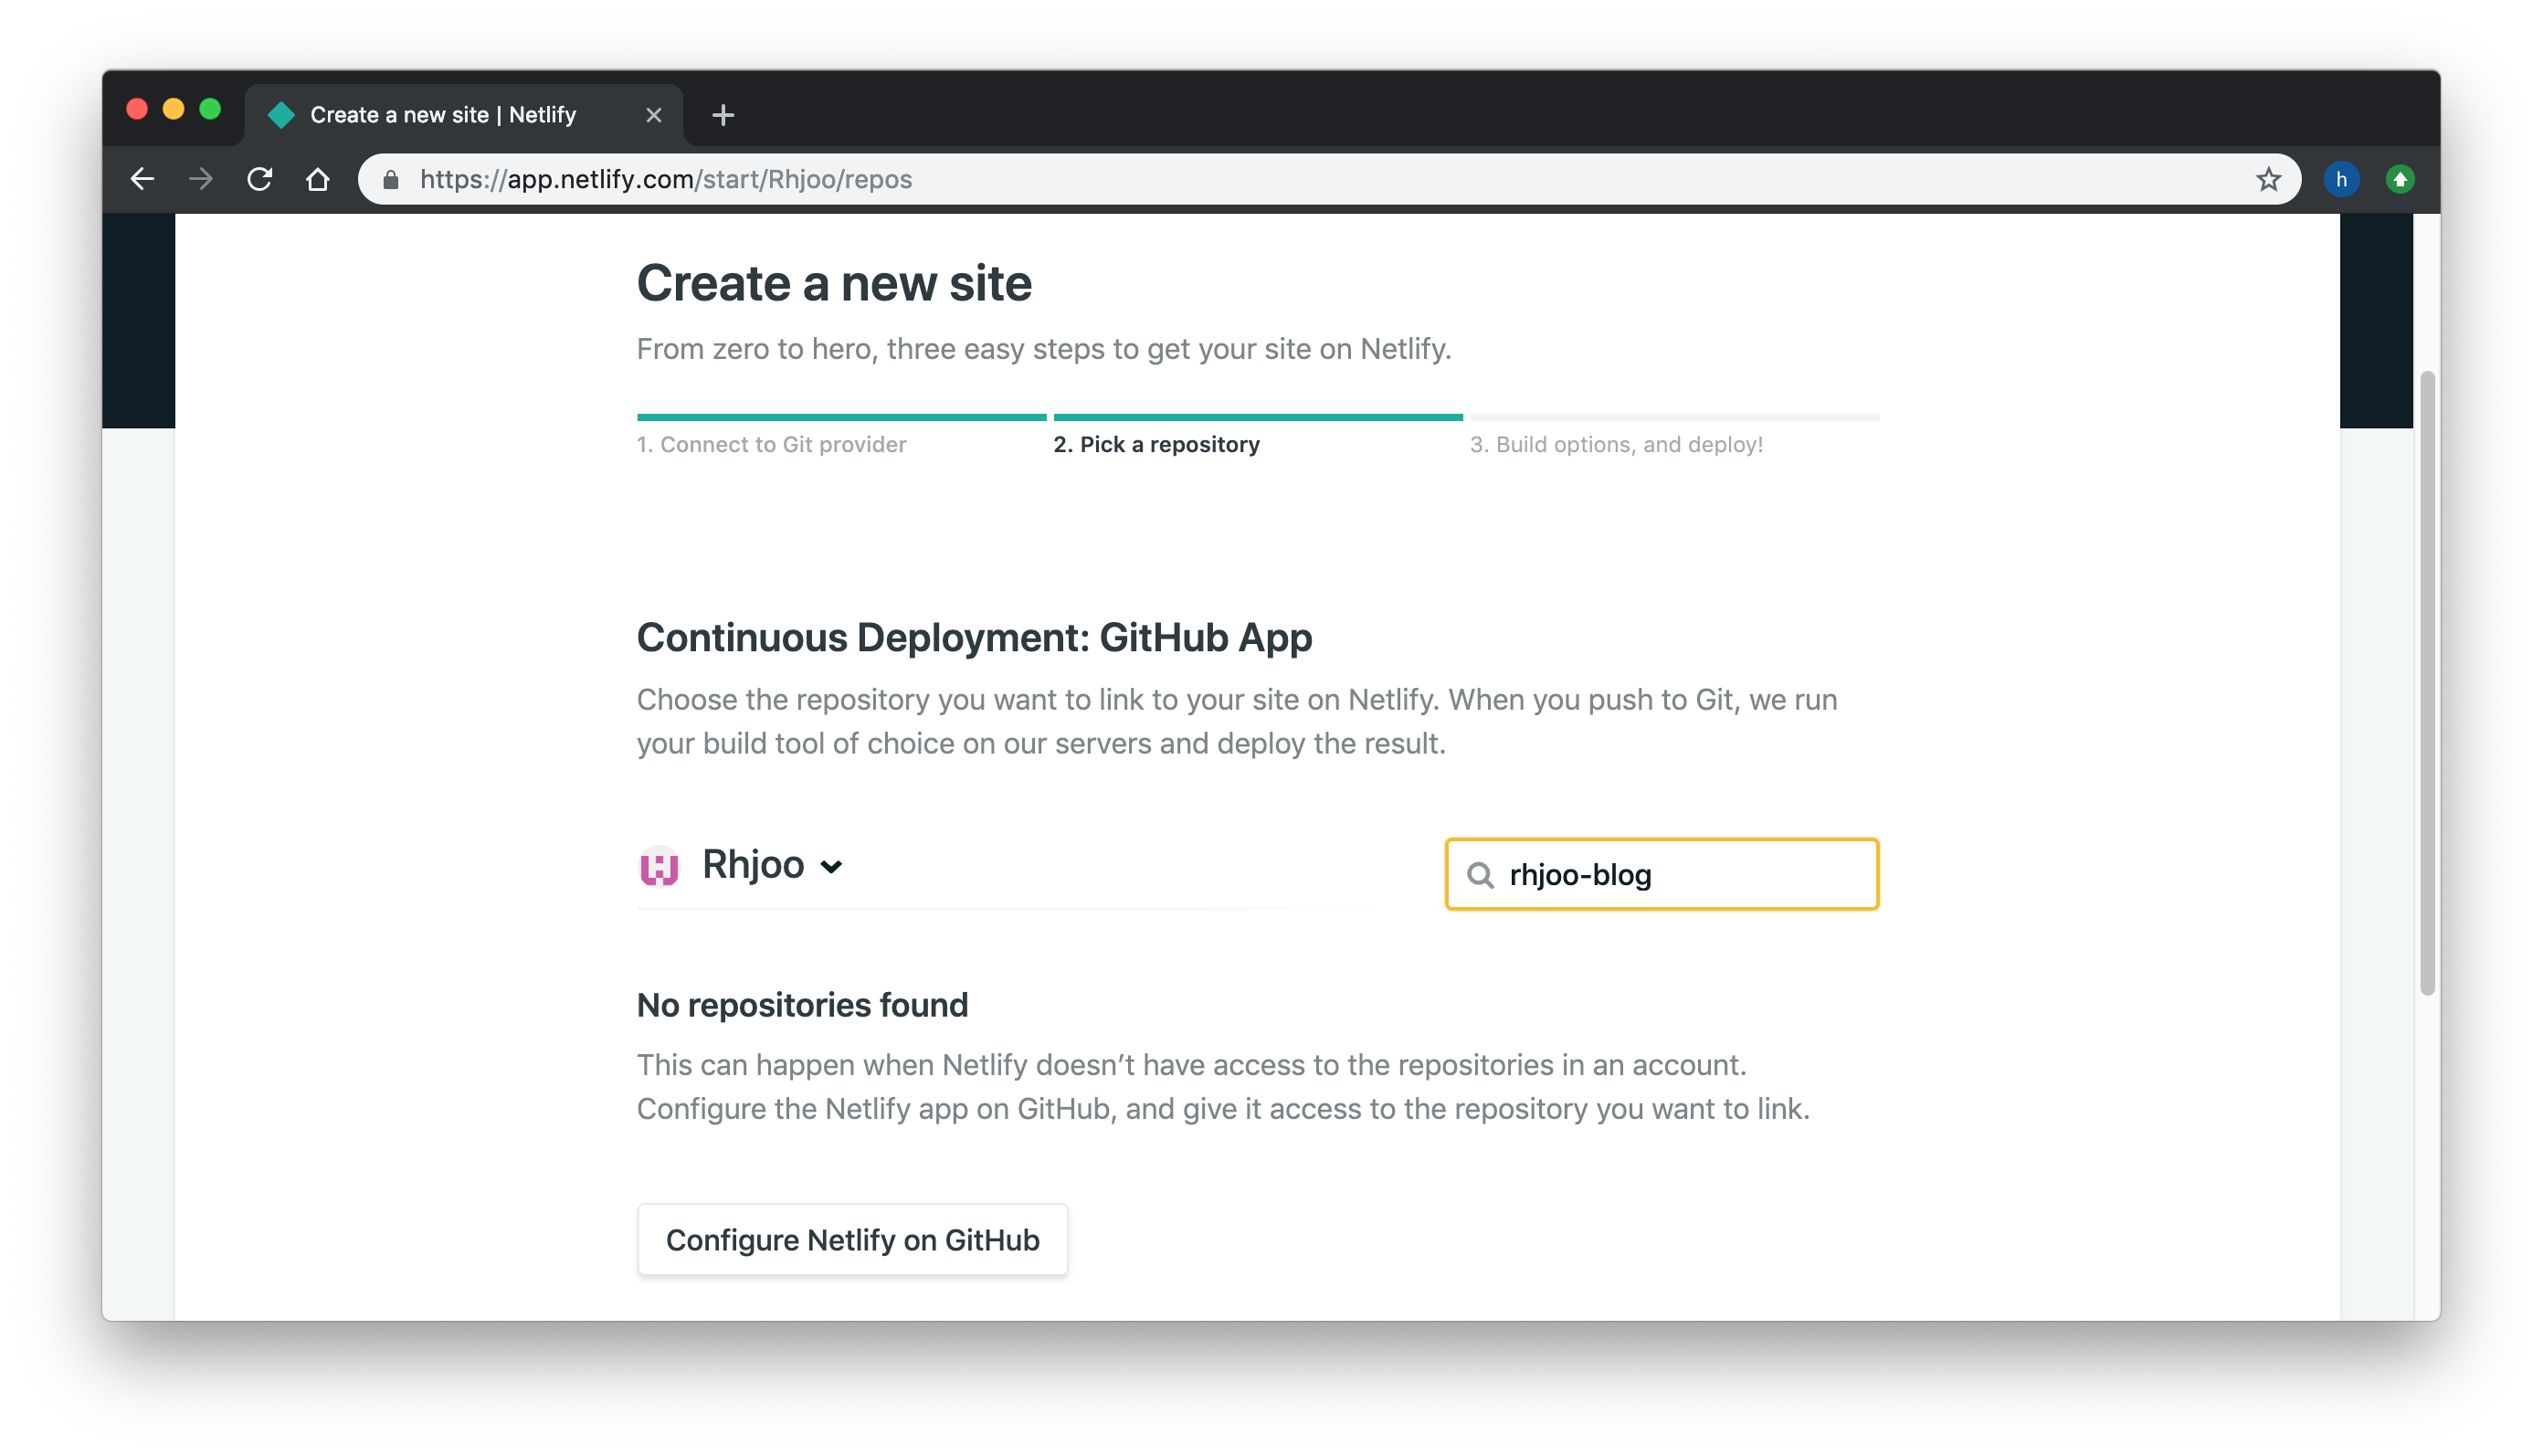 Create a new site | Netlify
https://app.netlify.com/start/Rhjoo/repos
h
Create a new site
From zero to hero, three easy steps to get your site on Netlify.
1. Connect to Git provider
2. Pick a repository
3. Build options, and deploy!
Continuous Deployment: GitHub App
Choose the repository you want to link to your site on Netlify. When you push to Git, we run
your build tool of choice on our servers and deploy the result.
Rhjoo
rhjoo-blog
No repositories found
This can happen when Netlify doesn’t have access to the repositories in an account.
Configure the Netlify app on GitHub, and give it access to the repository you want to link.
Configure Netlify on GitHub